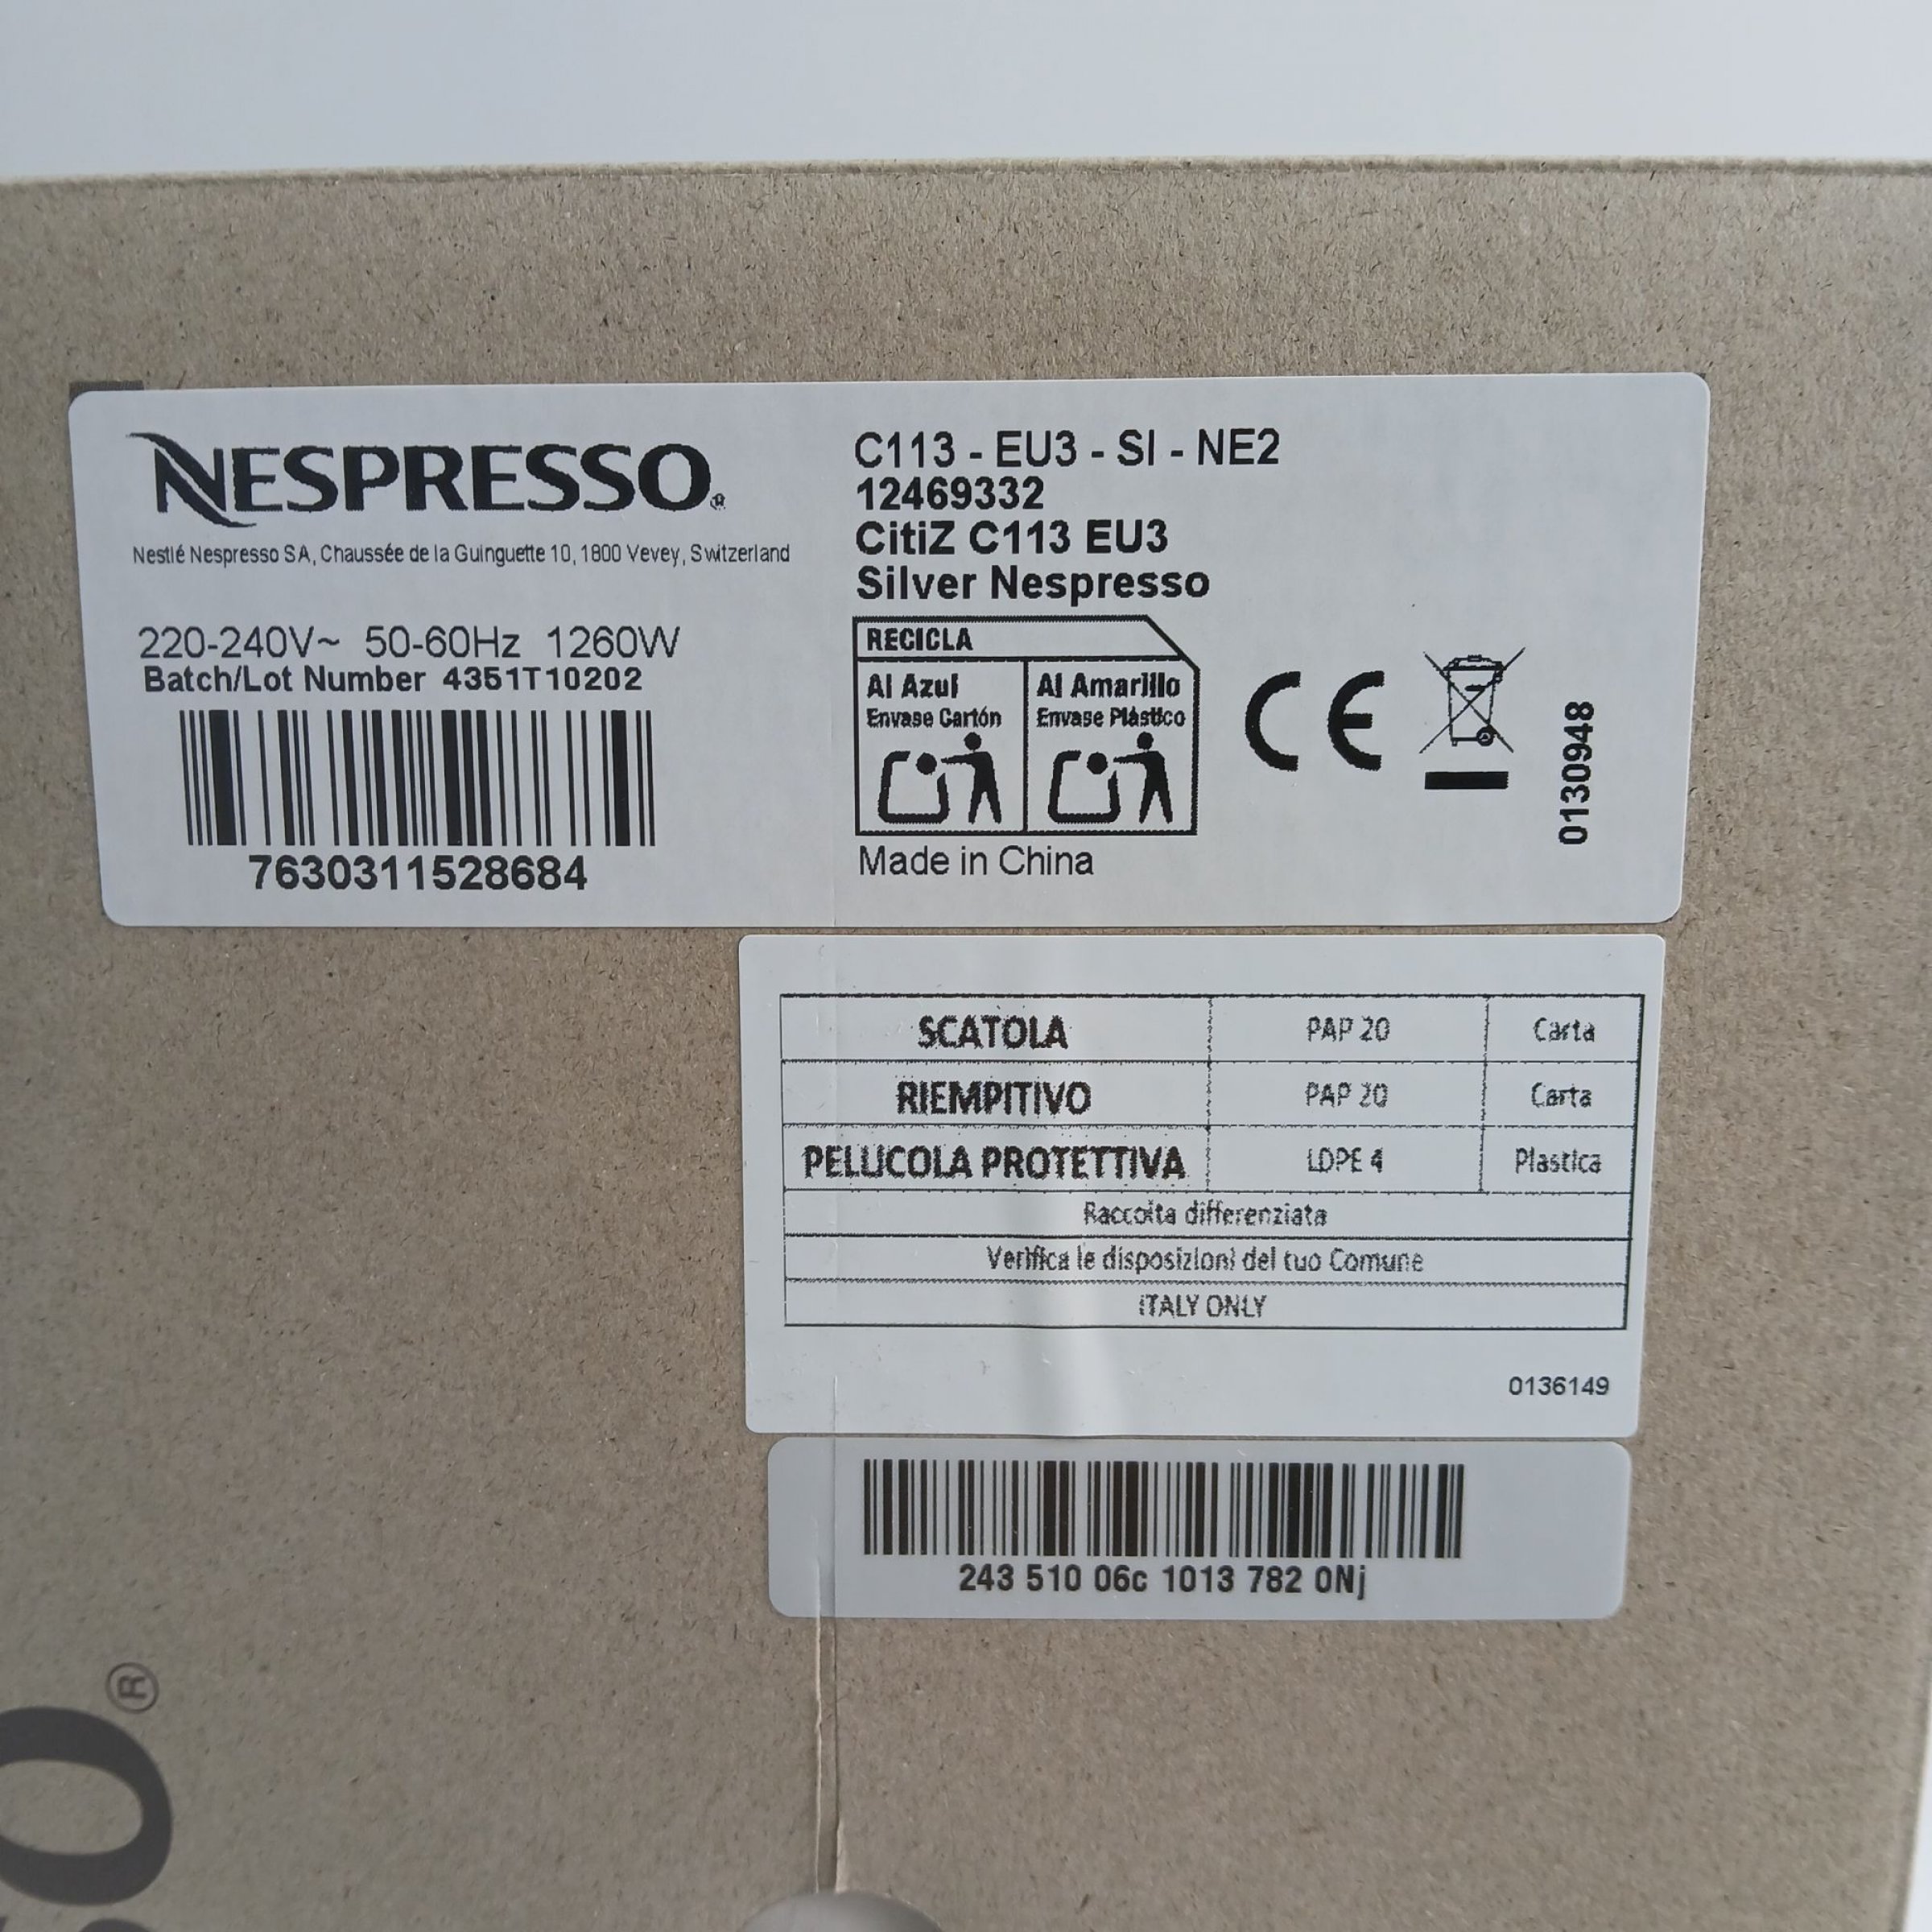 NESPRESSO®
Nestlé Nespresso SA, Chaussée de la Guinguette 10, 1800 Vevey, Switzerland
220-240V~ 50-60Hz 1260W
Batch/Lot Number 4351T10202
7630311528684
C113 - EU3 - SI - NE2
12469332
CitiZ C113 EU3
Silver Nespresso
RECICLA
Al Azul
Envase Cartón
Al Amarillo
Envase Plástico
CE
0130948
Made in China
SCATOLA PAP 20 Carta
RIEMPITIVO PAP 20 Carta
PELLICOLA PROTETTIVA LDPE 4 Plastica
Raccolta differenziata
Verifica le disposizioni del tuo Comune
ITALY ONLY
0136149
243 510 06c 1013 782 0Nj
SO®